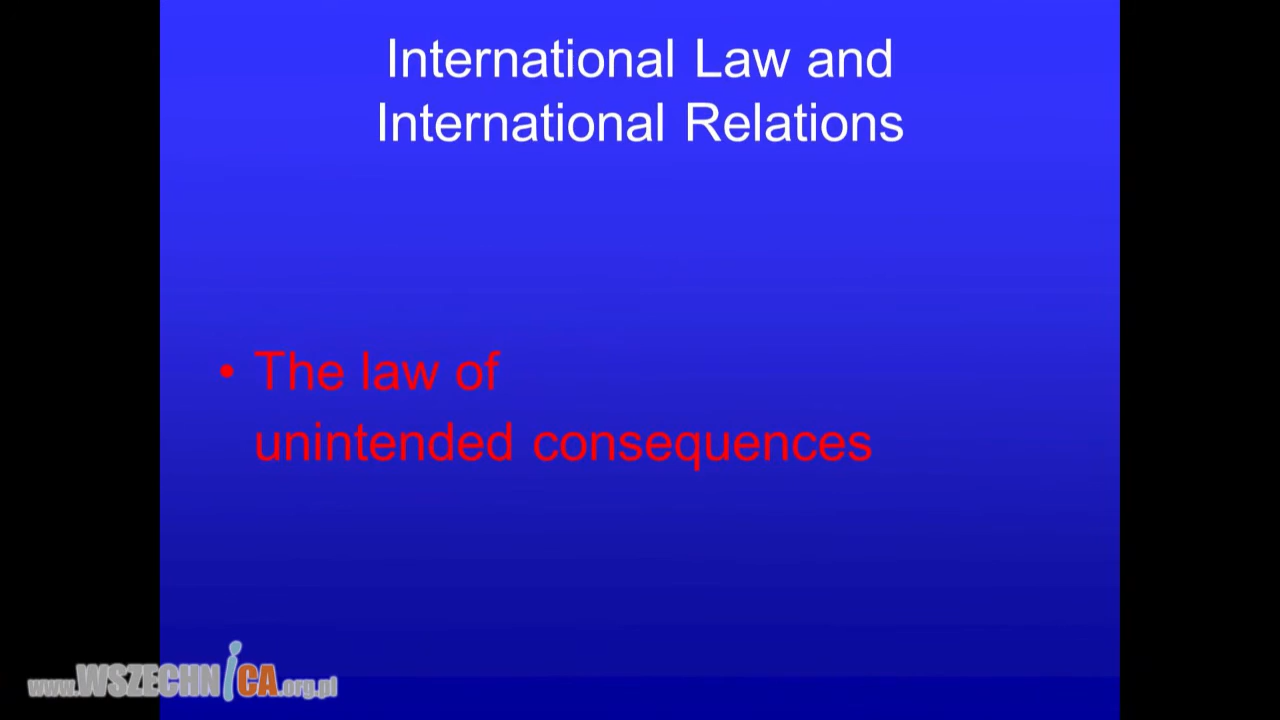 International Law and
International Relations
• The law of
unintended consequences
www.WSZECHNiCA.org.pl